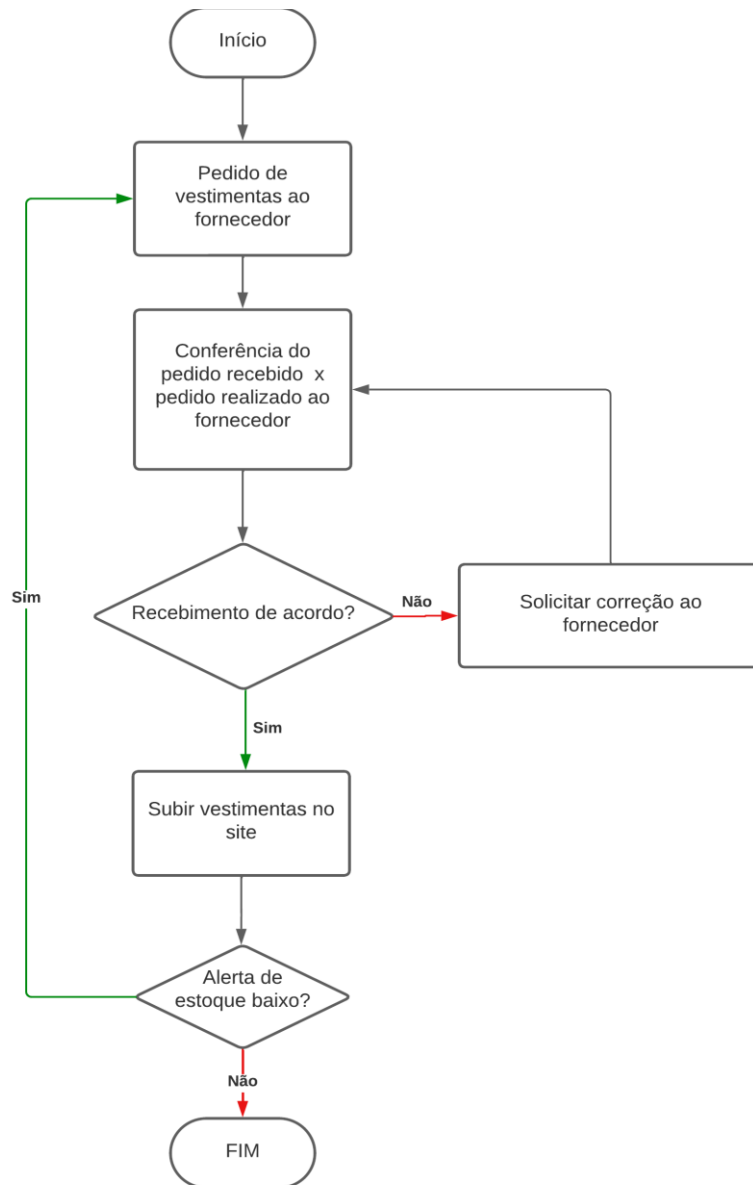 Início
Pedido de
vestimentas ao
fornecedor
Conferência do
pedido recebido x
pedido realizado ao
fornecedor
Recebimento de acordo?
Não
Solicitar correção ao
fornecedor
Sim
Sim
Subir vestimentas no
site
Alerta de
estoque baixo?
Não
FIM